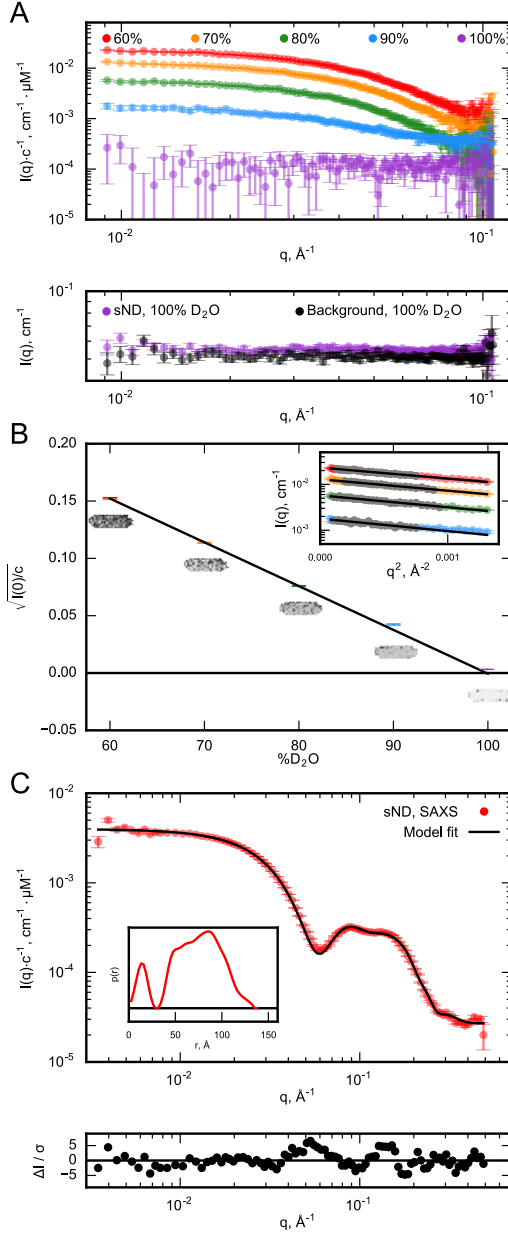 A
60% 70% 80% 90% 100%
10⁻²
10⁻³
10⁻⁴
10⁻⁵
I(q)·c⁻¹, cm⁻¹ · μM⁻¹
10⁻² 10⁻¹
q, Å⁻¹
10⁻¹
sND, 100% D₂O Background, 100% D₂O
I(q), cm⁻¹
10⁻² 10⁻¹
q, Å⁻¹
B
0.20
0.15
0.10
0.05
0.00
−0.05
√I(0)/c
I(q), cm⁻¹
10⁻²
10⁻³
0.000 0.001
q², Å⁻²
60 70 80 90 100
%D₂O
C
10⁻²
10⁻³
10⁻⁴
10⁻⁵
I(q)·c⁻¹, cm⁻¹ · μM⁻¹
sND, SAXS
Model fit
p(r)
0 50 100 150
r, Å
10⁻² 10⁻¹
q, Å⁻¹
5
0
−5
ΔI / σ
10⁻² 10⁻¹
q, Å⁻¹